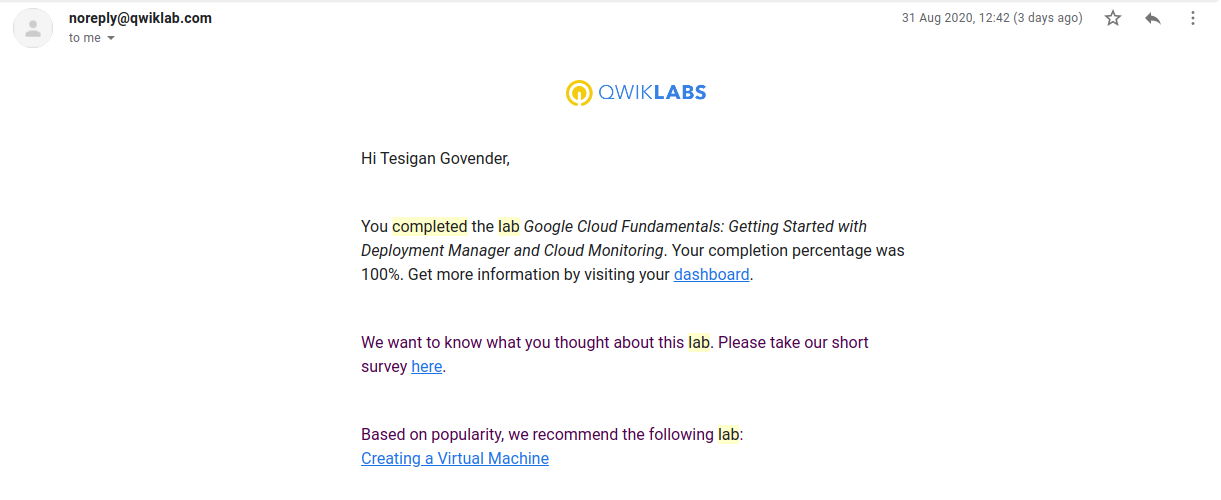 noreply@qwiklab.com
31 Aug 2020, 12:42 (3 days ago)
to me
QWIKLABS
Hi Tesigan Govender,
You completed the lab Google Cloud Fundamentals: Getting Started with
Deployment Manager and Cloud Monitoring. Your completion percentage was
100%. Get more information by visiting your dashboard.
We want to know what you thought about this lab. Please take our short
survey here.
Based on popularity, we recommend the following lab:
Creating a Virtual Machine